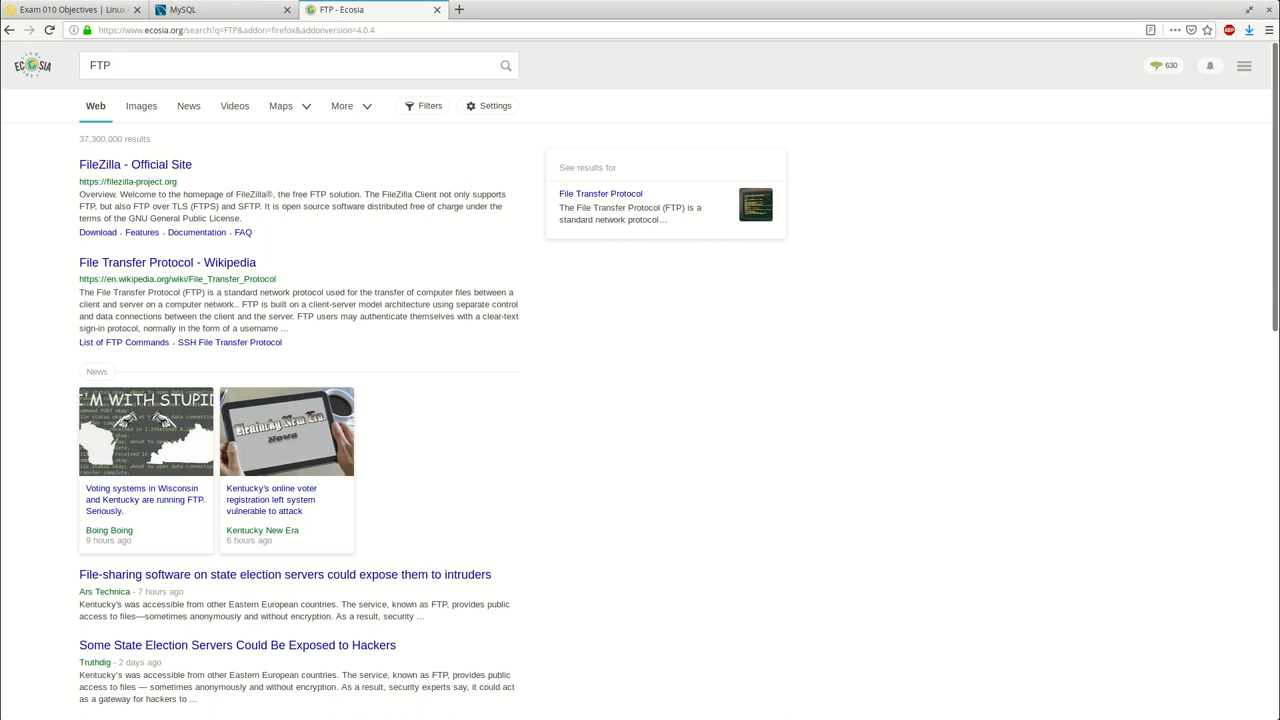 Exam 010 Objectives | Linux
MySQL
FTP - Ecosia
https://www.ecosia.org/search?q=FTP&addon=firefox&addonversion=4.0.4
ABP
ECOSIA
FTP
630
Web
Images
News
Videos
Maps
More
Filters
Settings
37,300,000 results
FileZilla - Official Site
https://filezilla-project.org
Overview. Welcome to the homepage of FileZilla®, the free FTP solution. The FileZilla Client not only supports
FTP, but also FTP over TLS (FTPS) and SFTP. It is open source software distributed free of charge under the
terms of the GNU General Public License.
Download . Features . Documentation . FAQ
See results for
File Transfer Protocol
The File Transfer Protocol (FTP) is a
standard network protocol...
File Transfer Protocol - Wikipedia
https://en.wikipedia.org/wiki/File_Transfer_Protocol
The File Transfer Protocol (FTP) is a standard network protocol used for the transfer of computer files between a
client and server on a computer network.. FTP is built on a client-server model architecture using separate control
and data connections between the client and the server. FTP users may authenticate themselves with a clear-text
sign-in protocol, normally in the form of a username ...
List of FTP Commands . SSH File Transfer Protocol
News
I'M WITH STUPID
Kentucky New Era
News
Voting systems in Wisconsin
and Kentucky are running FTP.
Seriously.
Boing Boing
9 hours ago
Kentucky's online voter
registration left system
vulnerable to attack
Kentucky New Era
6 hours ago
File-sharing software on state election servers could expose them to intruders
Ars Technica - 7 hours ago
Kentucky's was accessible from other Eastern European countries. The service, known as FTP, provides public
access to files—sometimes anonymously and without encryption. As a result, security ...
Some State Election Servers Could Be Exposed to Hackers
Truthdig - 2 days ago
Kentucky's was accessible from other Eastern European countries. The service, known as FTP, provides public
access to files — sometimes anonymously and without encryption. As a result, security experts say, it could act
as a gateway for hackers to ...